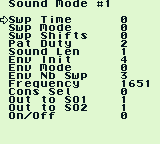 Sound Mode #1
Swp Time 0
Swp Mode 0
Swp Shifts 0
Pat Duty 2
Sound Len 1
Env Init 4
Env Mode 0
Env Nb Swp 3
Frequency 1651
Cons Sel 0
Out to SO1 1
Out to SO2 1
On/Off 0